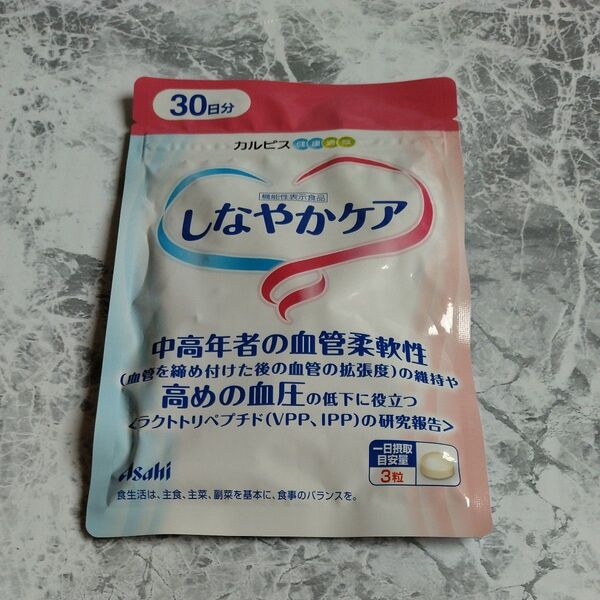 30日分
カルピス健康通販
機能性表示食品
しなやかケア
中高年者の血管柔軟性
(血管を締め付けた後の血管の拡張度)の維持や
高めの血圧の低下に役立つ
<ラクトトリペプチド(VPP、IPP)の研究報告>
一日摂取
目安量
3粒
Asahi
食生活は、主食、主菜、副菜を基本に、食事のバランスを。